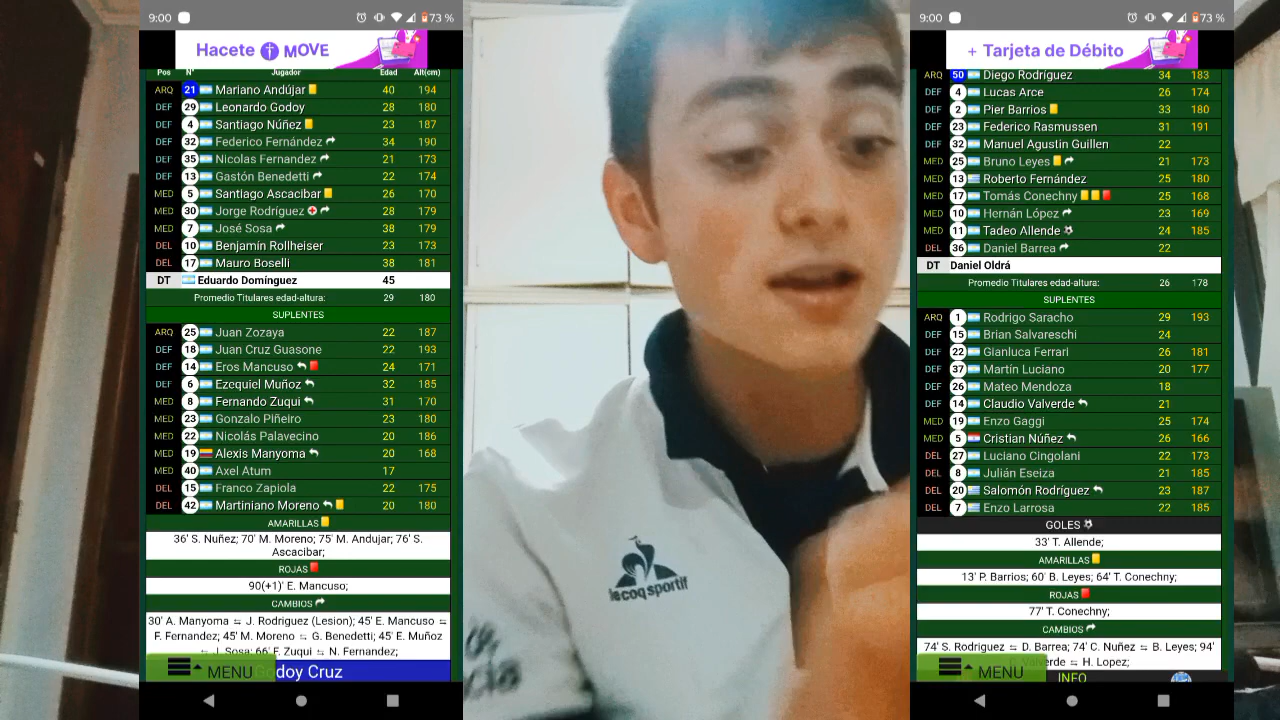 9:00
73 %
Hacete MOVE
Pos N° Jugador Edad Alt(cm)
ARQ 21 Mariano Andújar 40 194
DEF 29 Leonardo Godoy 28 180
DEF 4 Santiago Núñez 23 187
DEF 32 Federico Fernández 34 190
DEF 35 Nicolas Fernandez 21 173
DEF 13 Gastón Benedetti 22 174
MED 5 Santiago Ascacibar 26 170
MED 30 Jorge Rodríguez 28 179
MED 7 José Sosa 38 179
DEL 10 Benjamín Rollheiser 23 173
DEL 17 Mauro Boselli 38 181
DT Eduardo Domínguez 45
Promedio Titulares edad-altura: 29 180
SUPLENTES
ARQ 25 Juan Zozaya 22 187
DEF 18 Juan Cruz Guasone 22 193
DEF 14 Eros Mancuso 24 171
DEF 6 Ezequiel Muñoz 32 185
MED 8 Fernando Zuqui 31 170
MED 23 Gonzalo Piñeiro 23 180
MED 22 Nicolás Palavecino 20 186
MED 19 Alexis Manyoma 20 168
MED 40 Axel Atum 17
DEL 15 Franco Zapiola 22 175
DEL 42 Martiniano Moreno 20 180
AMARILLAS
36' S. Nuñez; 70' M. Moreno; 75' M. Andujar; 76' S.
Ascacibar;
ROJAS
90(+1)' E. Mancuso;
CAMBIOS
30' A. Manyoma ⇆ J. Rodriguez (Lesion); 45' E. Mancuso ⇆
F. Fernandez; 45' M. Moreno ⇆ G. Benedetti; 45' E. Muñoz
⇆ J. Sosa; 66' F. Zuqui ⇆ N. Fernandez;
MENU
Godoy Cruz
le coq sportif
9:00
73 %
+ Tarjeta de Débito
ARQ 50 Diego Rodríguez 34 183
DEF 4 Lucas Arce 26 174
DEF 2 Pier Barrios 33 180
DEF 23 Federico Rasmussen 31 191
DEF 32 Manuel Agustin Guillen 22
MED 25 Bruno Leyes 21 173
MED 13 Roberto Fernández 25 180
MED 17 Tomás Conechny 25 168
MED 10 Hernán López 23 169
MED 11 Tadeo Allende 24 185
DEL 36 Daniel Barrea 22
DT Daniel Oldrá
Promedio Titulares edad-altura: 26 178
SUPLENTES
ARQ 1 Rodrigo Saracho 29 193
DEF 15 Brian Salvareschi 24
DEF 22 Gianluca Ferrari 26 181
DEF 37 Martín Luciano 20 177
DEF 26 Mateo Mendoza 18
DEF 14 Claudio Valverde 21
MED 19 Enzo Gaggi 25 174
MED 5 Cristian Núñez 26 166
DEL 27 Luciano Cingolani 22 173
DEL 8 Julián Eseiza 21 185
DEL 20 Salomón Rodríguez 23 187
DEL 7 Enzo Larrosa 22 185
GOLES
33' T. Allende;
AMARILLAS
13' P. Barrios; 60' B. Leyes; 64' T. Conechny;
ROJAS
77' T. Conechny;
CAMBIOS
74' S. Rodriguez ⇆ D. Barrea; 74' C. Nuñez ⇆ B. Leyes; 94'
Valverde ⇆ H. Lopez;
MENU
INFO